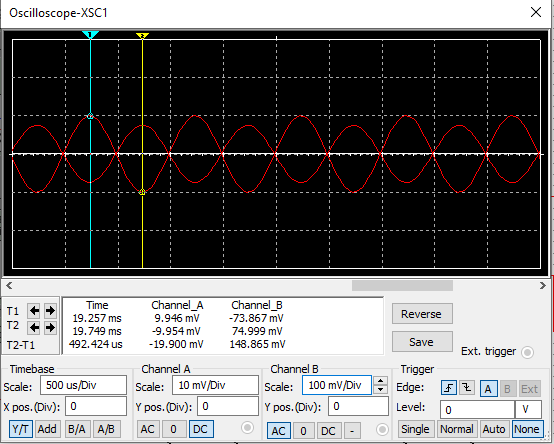 Oscilloscope-XSC1
1 2
Time Channel_A Channel_B
T1 19.257 ms 9.946 mV -73.867 mV
T2 19.749 ms -9.954 mV 74.999 mV
T2-T1 492.424 us -19.900 mV 148.865 mV
Reverse
Save
Ext. trigger
Timebase
Scale: 500 us/Div
X pos.(Div): 0
Y/T Add B/A A/B
Channel A
Scale: 10 mV/Div
Y pos.(Div): 0
AC 0 DC
Channel B
Scale: 100 mV/Div
Y pos.(Div): 0
AC 0 DC -
Trigger
Edge: A B Ext
Level: 0 V
Single Normal Auto None